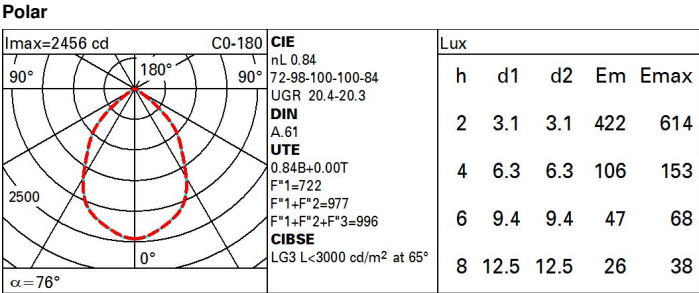 Polar
Imax=2456 cd C0-180
90° 180° 90°
2500
0°
α=76°
CIE
nL 0.84
72-98-100-100-84
UGR 20.4-20.3
DIN
A.61
UTE
0.84B+0.00T
F"1=722
F"1+F"2=977
F"1+F"2+F"3=996
CIBSE
LG3 L<3000 cd/m² at 65°
Lux
h d1 d2 Em Emax
2 3.1 3.1 422 614
4 6.3 6.3 106 153
6 9.4 9.4 47 68
8 12.5 12.5 26 38